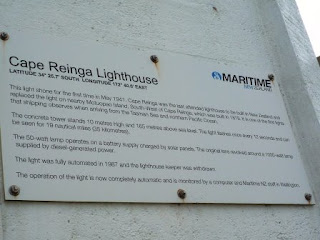 Cape Reinga Lighthouse
LATITUDE 34° 25.7' SOUTH, LONGITUDE 172° 40.6' EAST
MARITIME
NEW ZEALAND
This light shone for the first time in May 1941. Cape Reinga was the last attended lighthouse to be built in New Zealand and
replaced the light on nearby Motuopao Island, South-West of Cape Reinga, which was built in 1879. It is one of the first lights
that shipping observes when arriving from the Tasman Sea and northern Pacific Ocean.
The concrete tower stands 10 metres high and 165 metres above sea level. The light flashes once every 12 seconds and can
be seen for 19 nautical miles (35 kilometres).
The 50-watt lamp operates on a battery supply charged by solar panels. The original lens revolved around a 1000-watt lamp
supplied by diesel-generated power.
The light was fully automated in 1987 and the lighthouse keeper was withdrawn.
The operation of the light is now completely automatic and is monitored by a computer and Maritime NZ staff in Wellington.